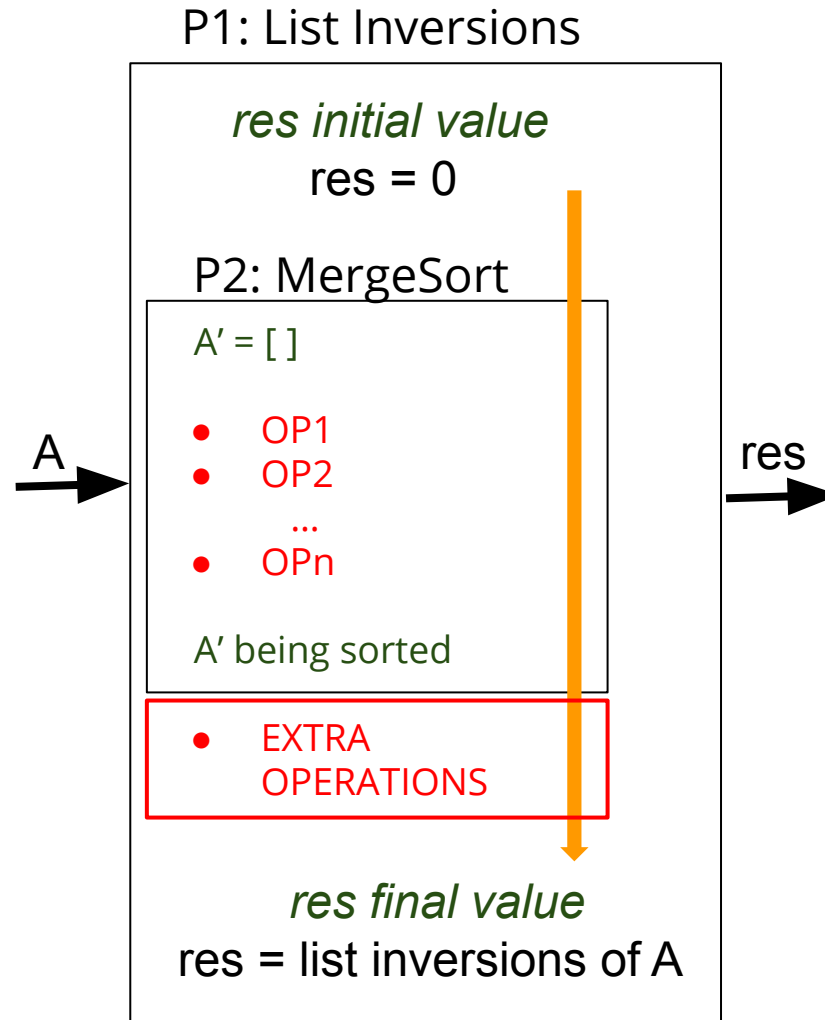 P1: List Inversions
res initial value
res = 0
P2: MergeSort
A’ = [ ]
● OP1
● OP2
...
● OPn
A
res
A’ being sorted
● EXTRA
OPERATIONS
res final value
res = list inversions of A